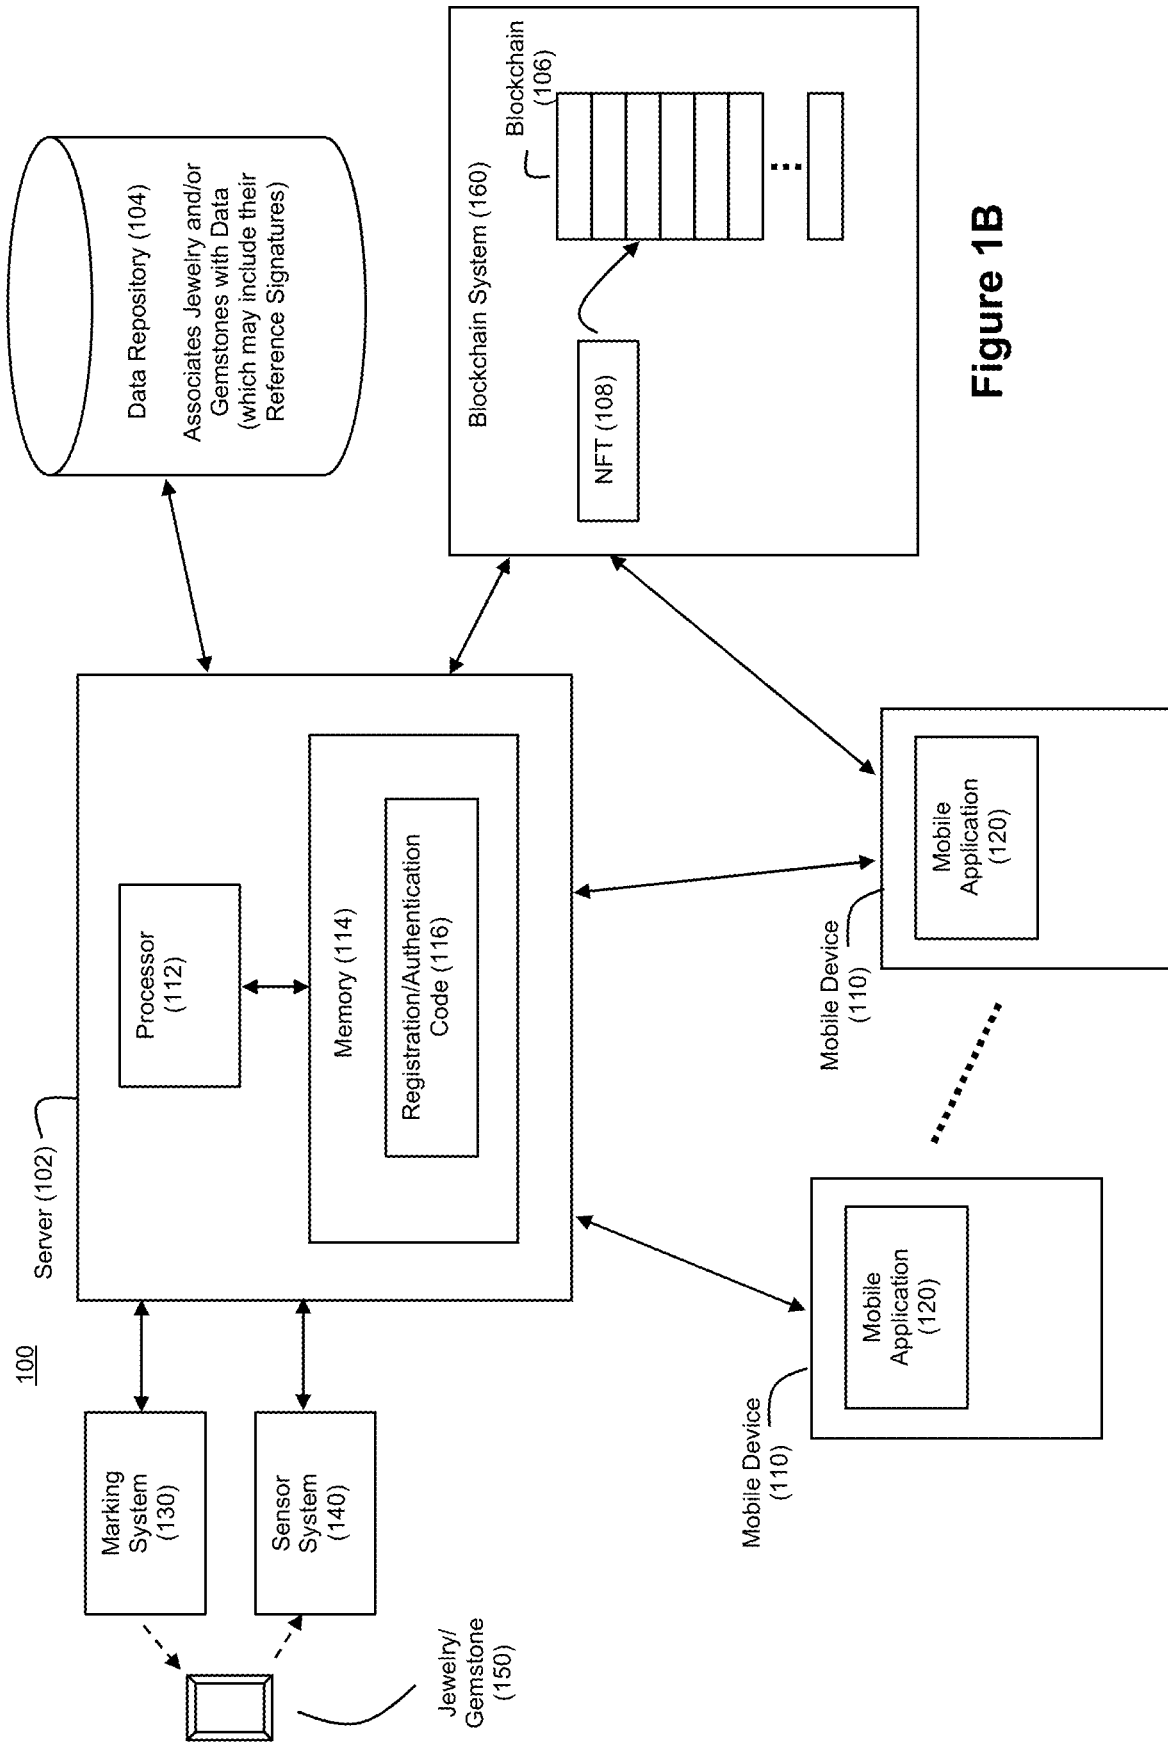 100
Server (102)
Marking
System
(130)
Sensor
System
(140)
Jewelry/
Gemstone
(150)
Processor
(112)
Memory (114)
Registration/Authentication
Code (116)
Data Repository (104)
Associates Jewelry and/or
Gemstones with Data
(which may include their
Reference Signatures)
Blockchain System (160)
Blockchain
(106)
NFT (108)
Mobile Device
(110)
Mobile
Application
(120)
Mobile Device
(110)
Mobile
Application
(120)
Figure 1B